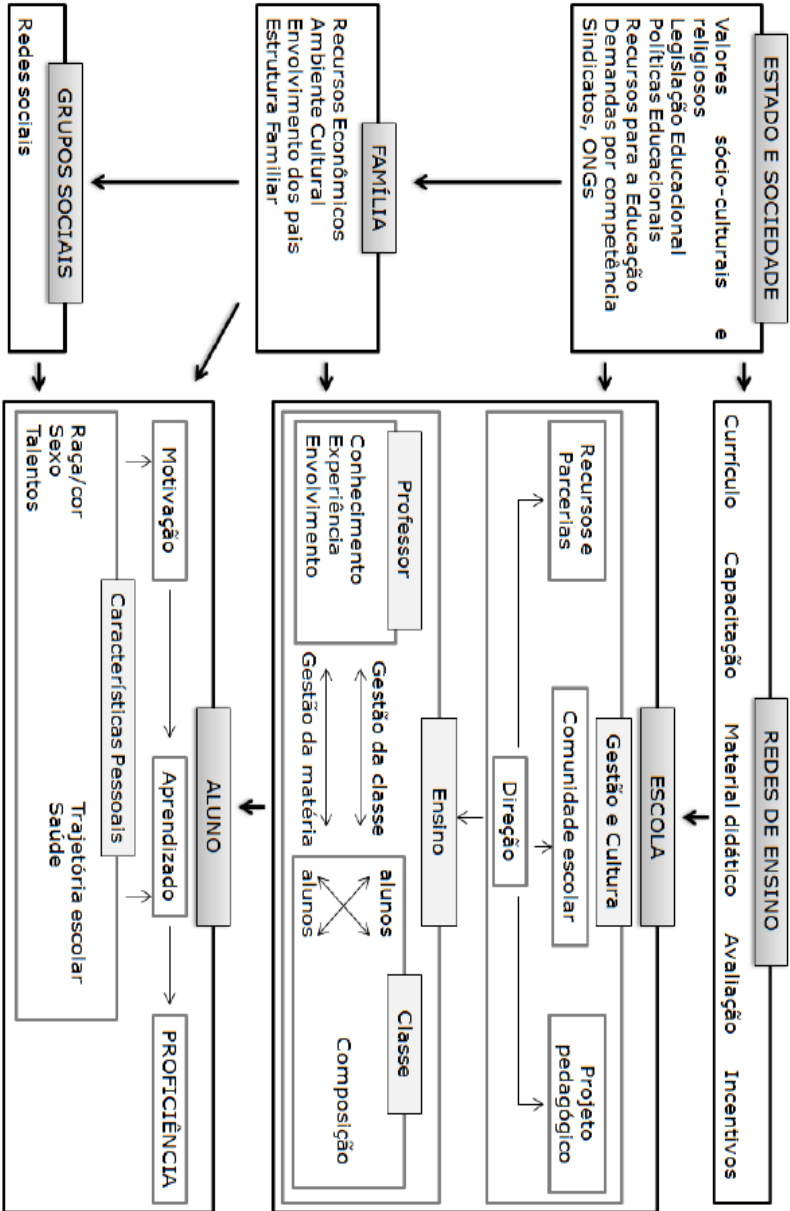 ESTADO E SOCIEDADE
Valores sócio-culturais e
religiosos
Legislação Educacional
Políticas Educacionais
Recursos para a Educação
Demandas por competência
Sindicatos, ONGs
FAMÍLIA
Recursos Econômicos
Ambiente Cultural
Envolvimento dos pais
Estrutura Familiar
GRUPOS SOCIAIS
Redes sociais
REDES DE ENSINO
Currículo Capacitação Material didático Avaliação Incentivos
ESCOLA
Gestão e Cultura
Recursos e
Parcerias
Comunidade escolar
Projeto
pedagógico
Direção
Ensino
Professor
Conhecimento
Experiência
Envolvimento
Gestão da classe
Gestão da matéria
Classe
alunos
alunos
Composição
ALUNO
Motivação
Aprendizado
PROFICIÊNCIA
Características Pessoais
Raça/cor
Sexo
Talentos
Trajetória escolar
Saúde